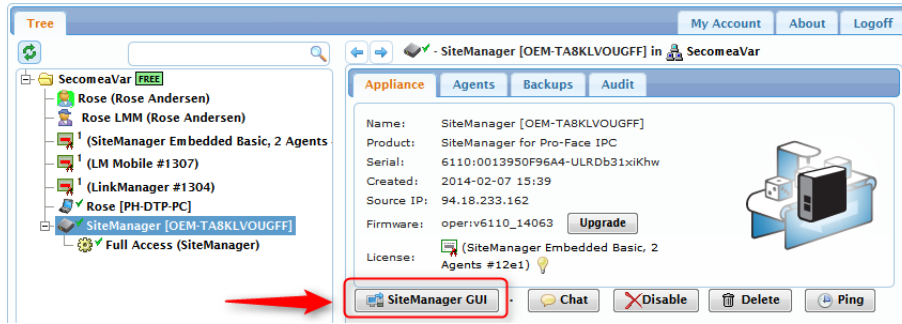 Tree
My Account About Logoff
- SiteManager [OEM-TA8KLVOUGFF] in SecomeaVar
SecomeaVar FREE
Rose (Rose Andersen)
Rose LMM (Rose Andersen)
1 (SiteManager Embedded Basic, 2 Agents
1 (LM Mobile #1307)
1 (LinkManager #1304)
Rose [PH-DTP-PC]
SiteManager [OEM-TA8KLVOUGFF]
Full Access (SiteManager)
Appliance Agents Backups Audit
Name: SiteManager [OEM-TA8KLVOUGFF]
Product: SiteManager for Pro-Face IPC
Serial: 6110:0013950F96A4-ULRDb31xiKhw
Created: 2014-02-07 15:39
Source IP: 94.18.233.162
Firmware: oper:v6110_14063 Upgrade
License: (SiteManager Embedded Basic, 2
Agents #12e1)
SiteManager GUI - Chat Disable Delete Ping